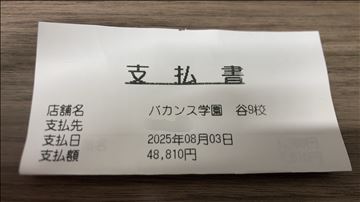 支払書
店舗名 バカンス学園 谷9校
支払先
支払日 2025年08月03日
支払額 48,810円